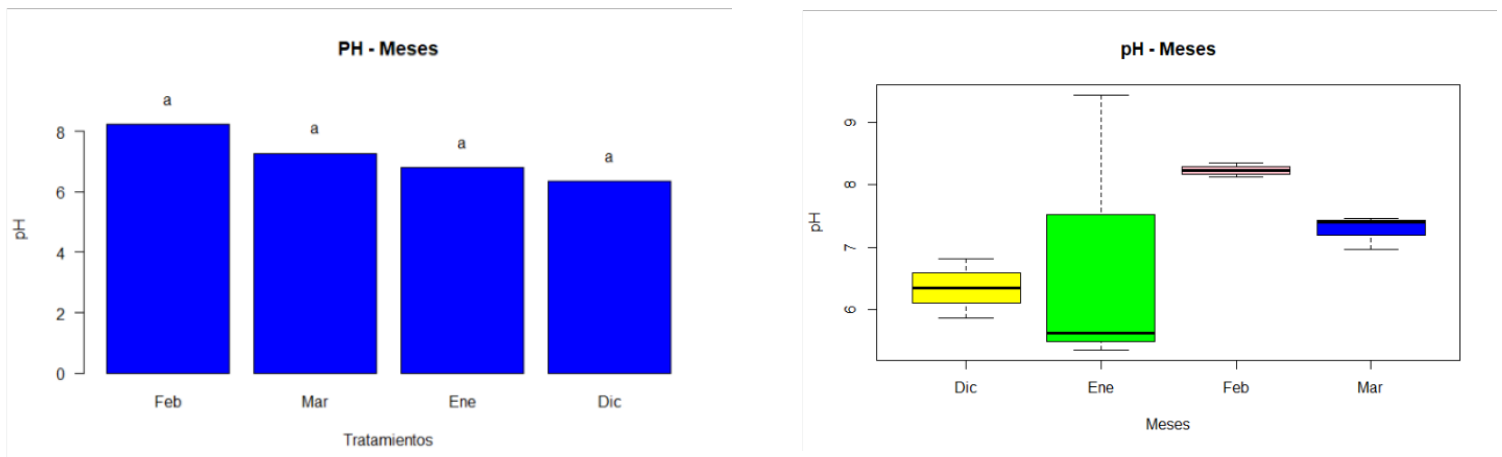 PH - Meses
a
a
a
a
8
6
4
2
0
pH
Feb Mar Ene Dic
Tratamientos
pH - Meses
9
8
7
6
pH
Dic Ene Feb Mar
Meses